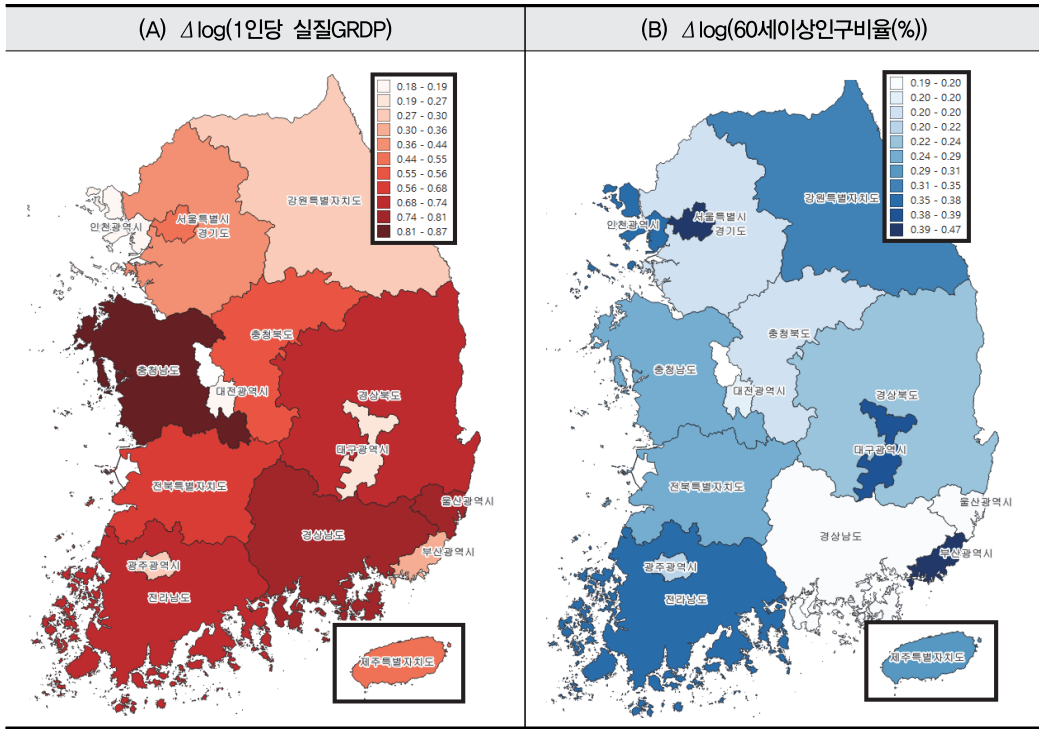 (A) Δlog(1인당 실질GRDP)
(B) Δlog(60세이상인구비율(%))
0.18 - 0.19
0.19 - 0.27
0.27 - 0.30
0.30 - 0.36
0.36 - 0.44
0.44 - 0.55
0.55 - 0.56
0.56 - 0.68
0.68 - 0.74
0.74 - 0.81
0.81 - 0.87
강원특별자치도
서울특별시
인천광역시
경기도
충청북도
충청남도
대전광역시
경상북도
대구광역시
전북특별자치도
울산광역시
경상남도
부산광역시
광주광역시
전라남도
제주특별자치도
0.19 - 0.20
0.20 - 0.20
0.20 - 0.20
0.20 - 0.22
0.22 - 0.24
0.24 - 0.29
0.29 - 0.31
0.31 - 0.35
0.35 - 0.38
0.38 - 0.39
0.39 - 0.47
강원특별자치도
서울특별시
인천광역시
경기도
충청북도
충청남도
대전광역시
경상북도
대구광역시
전북특별자치도
울산광역시
경상남도
부산광역시
광주광역시
전라남도
제주특별자치도